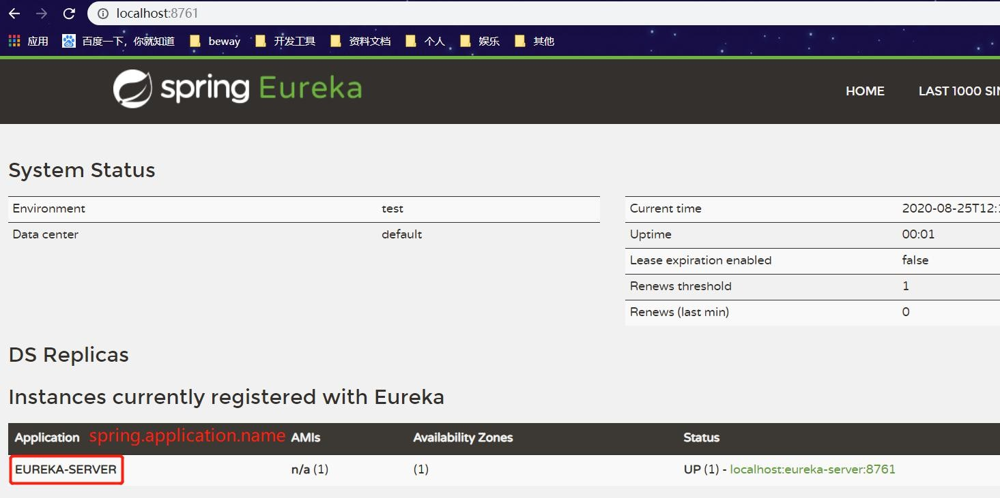 localhost:8761
应用 百度一下，你就知道 beway 开发工具 资料文档 个人 娱乐 其他
spring Eureka HOME LAST 1000 SIN
System Status
Environment test Current time 2020-08-25T12:
Data center default Uptime 00:01
Lease expiration enabled false
Renews threshold 1
Renews (last min) 0
DS Replicas
Instances currently registered with Eureka
Application spring.application.name AMIs Availability Zones Status
EUREKA-SERVER n/a (1) (1) UP (1) - localhost:eureka-server:8761